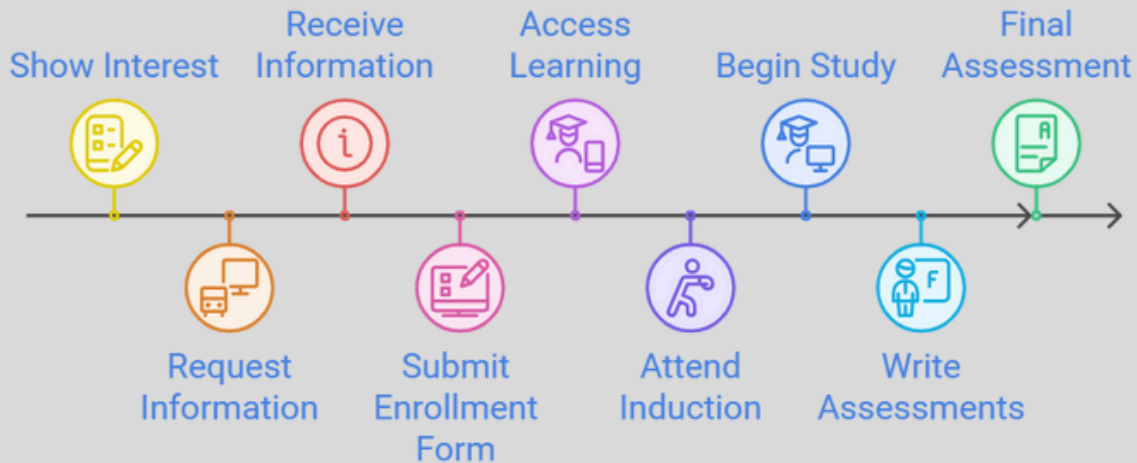 Show Interest
Request
Information
Receive
Information
i
Submit
Enrollment
Form
Access
Learning
Attend
Induction
Begin Study
Write
Assessments
F
Final
Assessment
A